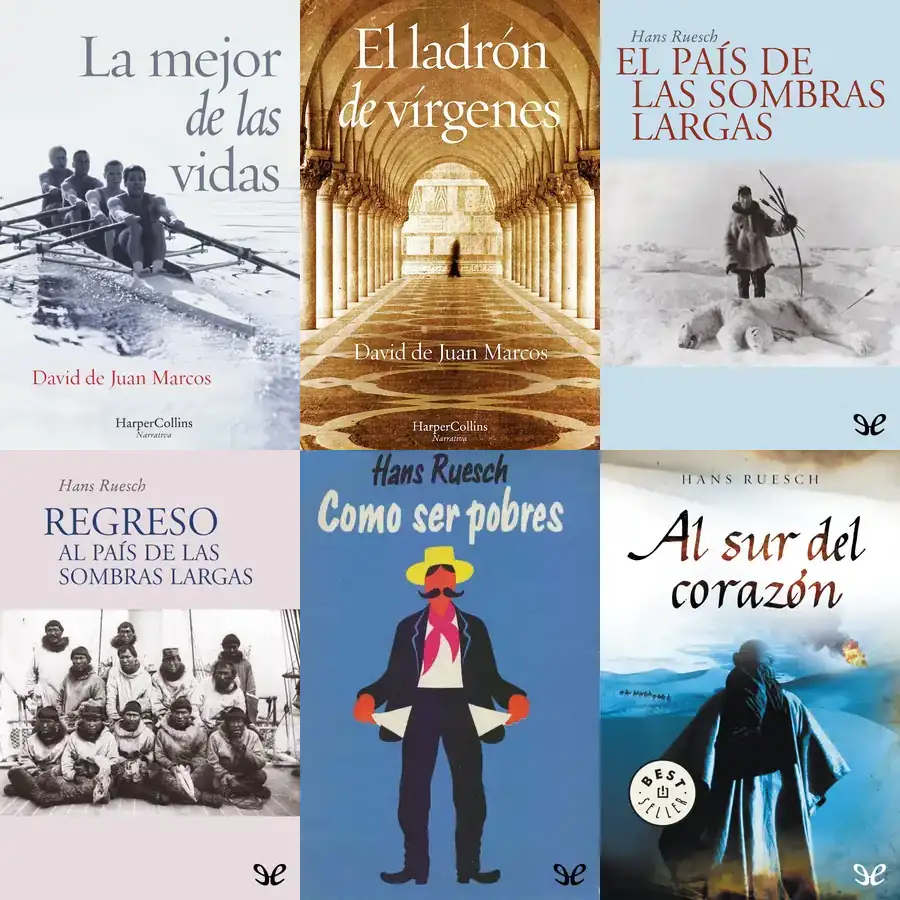 La mejor
de las
vidas
David de Juan Marcos
HarperCollins
Narrativa
El ladrón
de vírgenes
David de Juan Marcos
HarperCollins
Narrativa
Hans Ruesch
EL PAÍS DE
LAS SOMBRAS
LARGAS
Hans Ruesch
REGRESO
AL PAÍS DE LAS
SOMBRAS LARGAS
Hans Ruesch
Como ser pobres
HANS RUESCH
Al sur del
corazón
BEST
SELLER